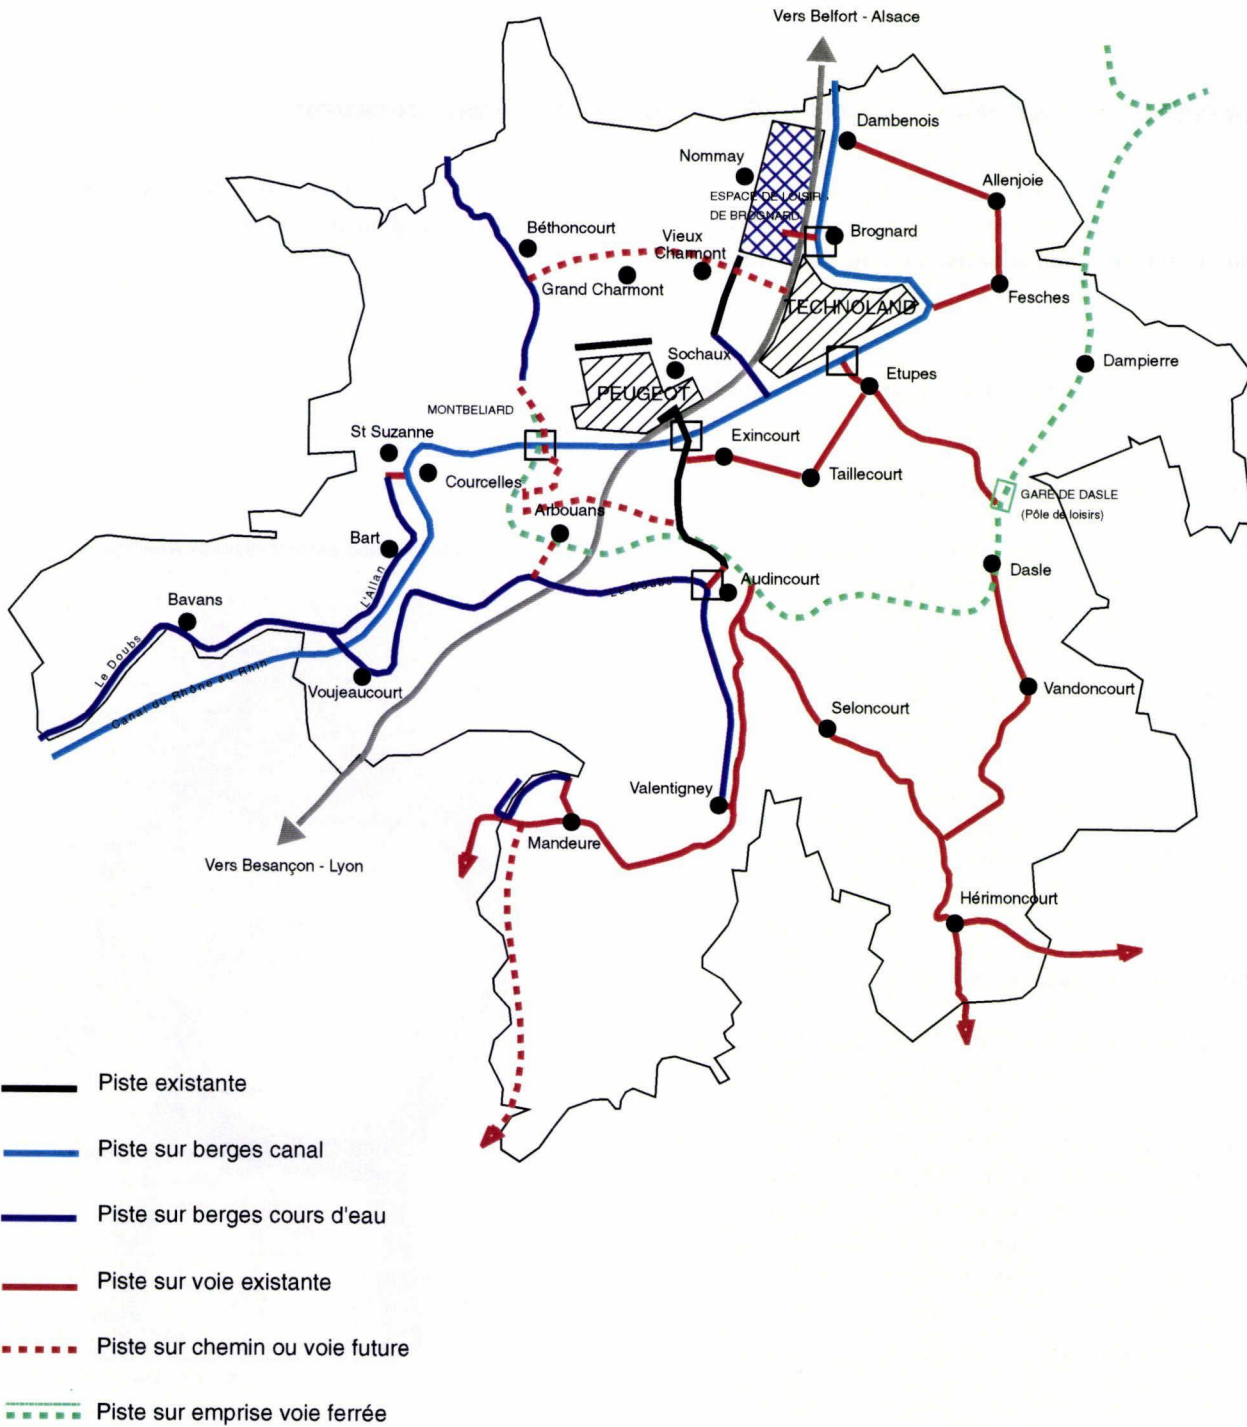 Vers Belfort - Alsace
Dambenois
Nommay
Allenjoie
ESPACE DE LOISIRS
DE BROGNARD
Béthoncourt
Vieux
Charmont
Brognard
Grand Charmont
Fesches
TECHNOLAND
Sochaux
Dampierre
Etupes
PEUGEOT
MONTBELIARD
St Suzanne
Exincourt
Courcelles
Taillecourt
GARE DE DASLE
(Pôle de loisirs)
Arbouans
Bart
Dasle
L'Allan
Le Doubs
Audincourt
Bavans
Le Doubs
Canal du Rhône au Rhin
Voujeaucourt
Vandoncourt
Seloncourt
Valentigney
Mandeure
Vers Besançon - Lyon
Hérimoncourt
Piste existante
Piste sur berges canal
Piste sur berges cours d'eau
Piste sur voie existante
Piste sur chemin ou voie future
Piste sur emprise voie ferrée